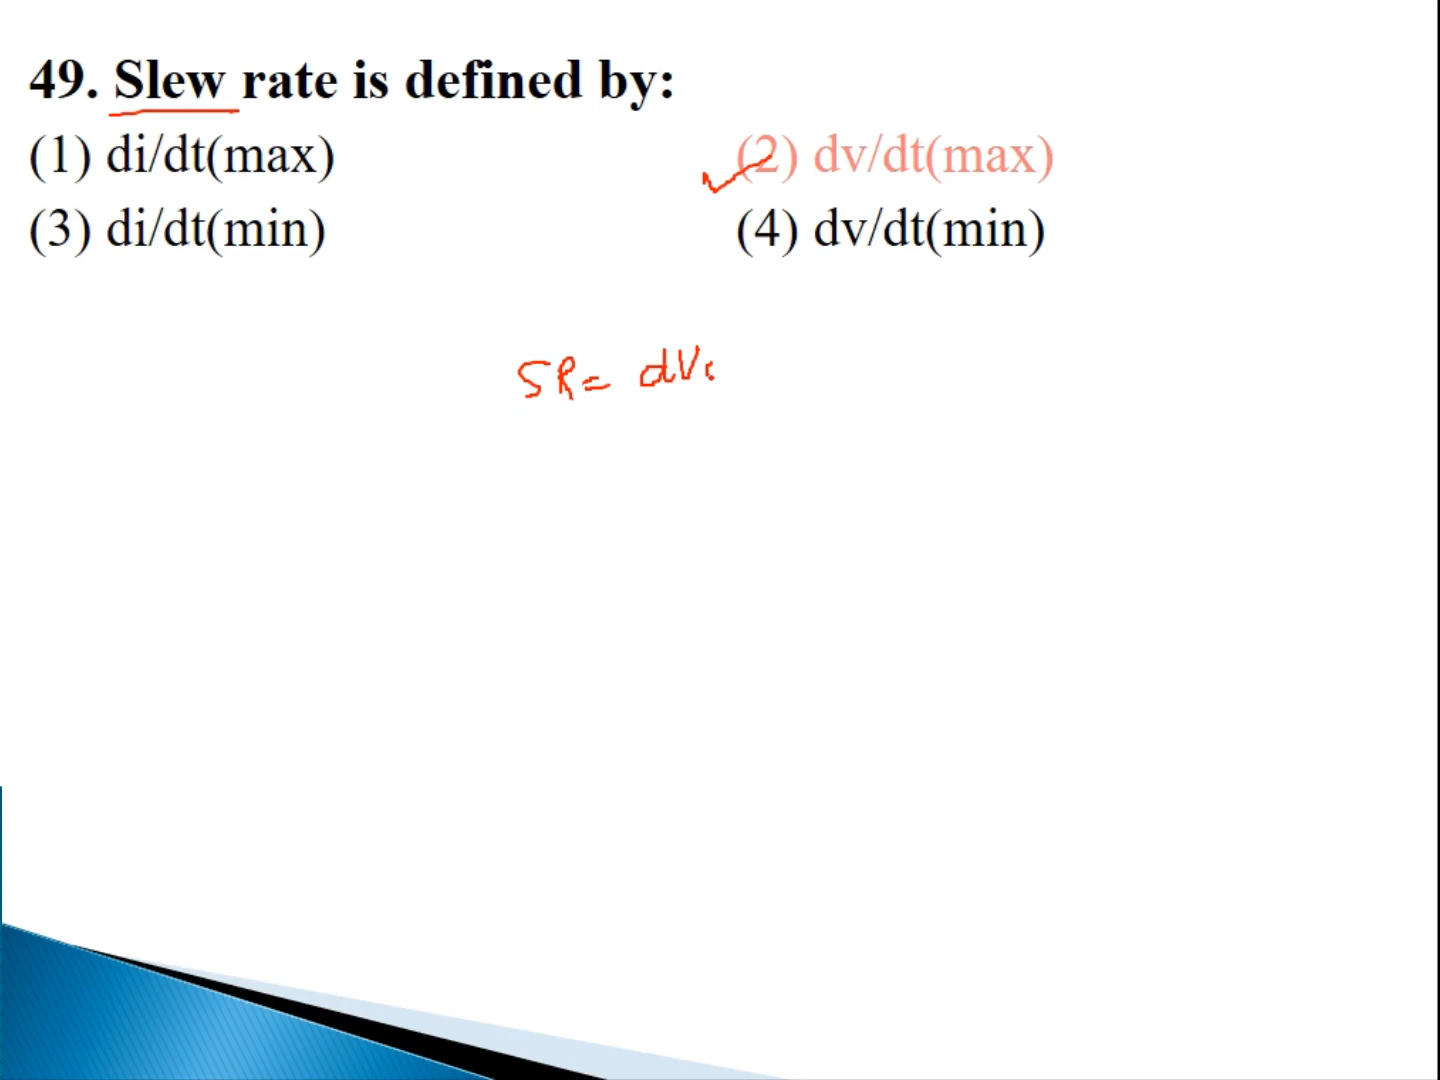 49. Slew rate is defined by:
(1) di/dt(max) (2) dv/dt(max)
(3) di/dt(min) (4) dv/dt(min)
SR= dV